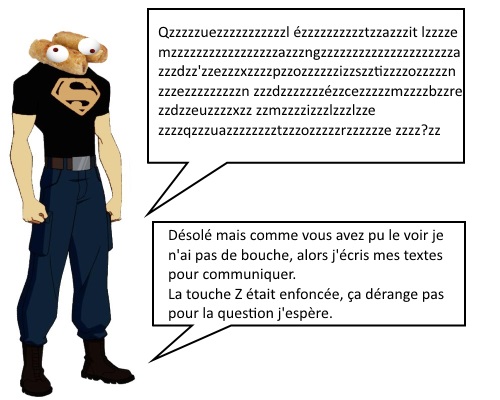 Qzzzzzuezzzzzzzzzzzl ézzzzzzzzzztzzazzzit lzzzze
mzzzzzzzzzzzzzzzzzazzzngzzzzzzzzzzzzzzzzzzzzzza
zzzdzz'zzezzzxzzzzpzzozzzzzzizzszztizzzzozzzzzn
zzzezzzzzzzzzn zzzdzzzzzzzézzcezzzzzmzzzzbzzre
zzdzzeuzzzzxzz zzmzzzzizzzlzzzlzze
zzzzqzzzuazzzzzzzztzzzozzzzzrzzzzzze zzzz?zz
Désolé mais comme vous avez pu le voir je
n'ai pas de bouche, alors j'écris mes textes
pour communiquer.
La touche Z était enfoncée, ça dérange pas
pour la question j'espère.